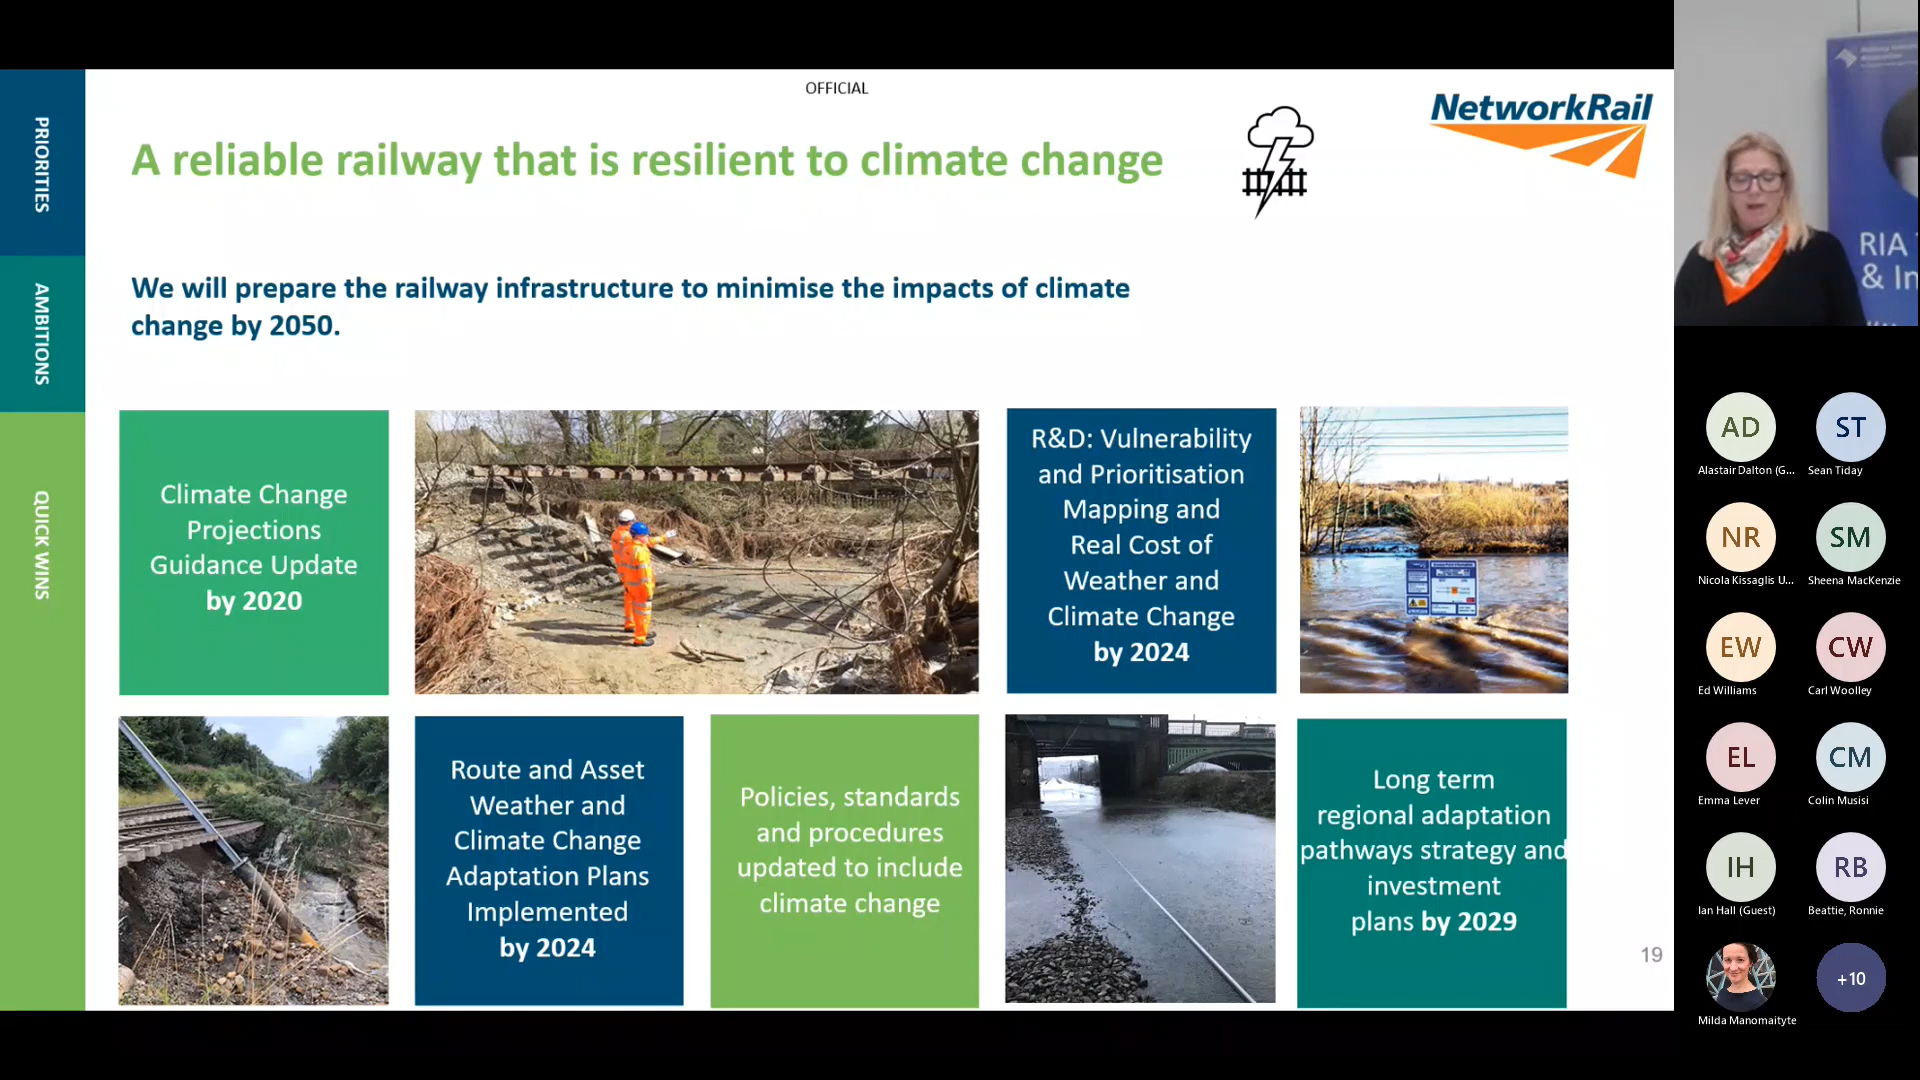 OFFICIAL
NetworkRail
A reliable railway that is resilient to climate change
We will prepare the railway infrastructure to minimise the impacts of climate
change by 2050.
PRIORITIES
AMBITIONS
QUICK WINS
Climate Change
Projections
Guidance Update
by 2020
R&D: Vulnerability
and Prioritisation
Mapping and
Real Cost of
Weather and
Climate Change
by 2024
Route and Asset
Weather and
Climate Change
Adaptation Plans
Implemented
by 2024
Policies, standards
and procedures
updated to include
climate change
Long term
regional adaptation
pathways strategy and
investment
plans by 2029
19
RIA
& In
AD
Alastair Dalton (G...
ST
Sean Tiday
NR
Nicola Kissaglis U...
SM
Sheena MacKenzie
EW
Ed Williams
CW
Carl Woolley
EL
Emma Lever
CM
Colin Musisi
IH
Ian Hall (Guest)
RB
Beattie, Ronnie
Milda Manomaityte
+10